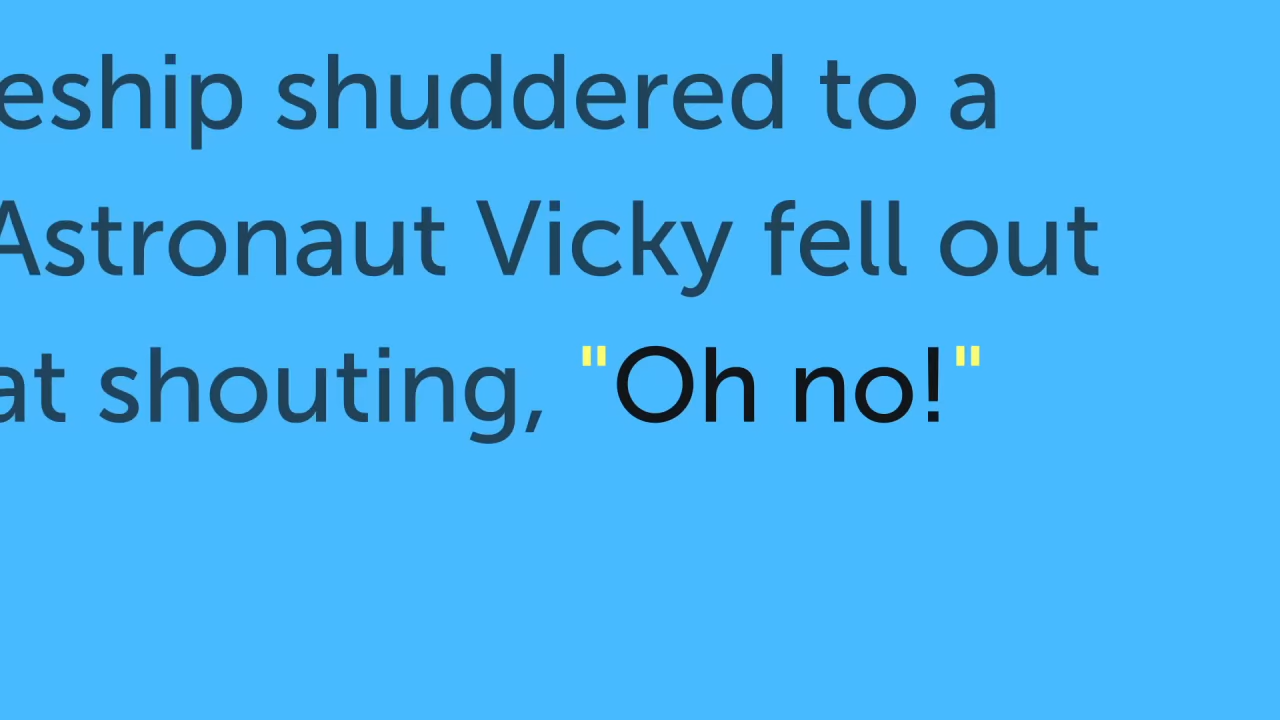 eship shuddered to a
Astronaut Vicky fell out
at shouting, "Oh no!"